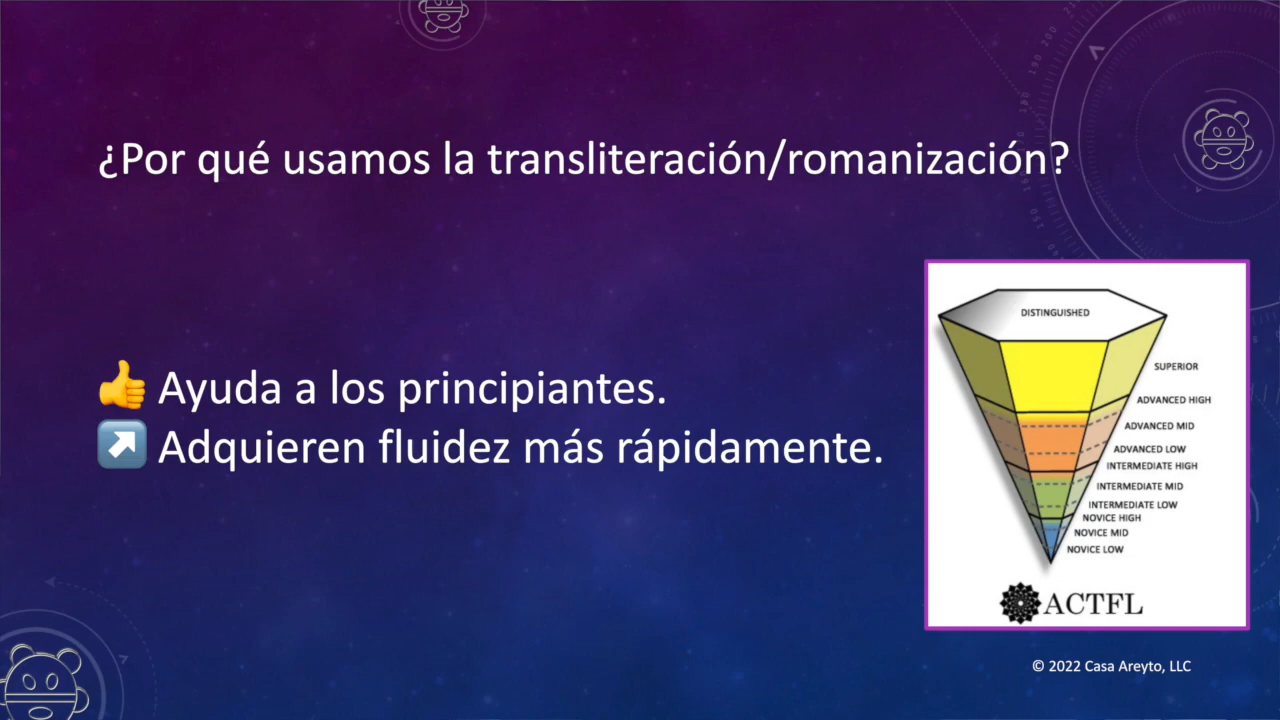 ¿Por qué usamos la transliteración/romanización?
👍 Ayuda a los principiantes.
↗️ Adquieren fluidez más rápidamente.
DISTINGUISHED
SUPERIOR
ADVANCED HIGH
ADVANCED MID
ADVANCED LOW
INTERMEDIATE HIGH
INTERMEDIATE MID
INTERMEDIATE LOW
NOVICE HIGH
NOVICE MID
NOVICE LOW
ACTFL
© 2022 Casa Areyto, LLC